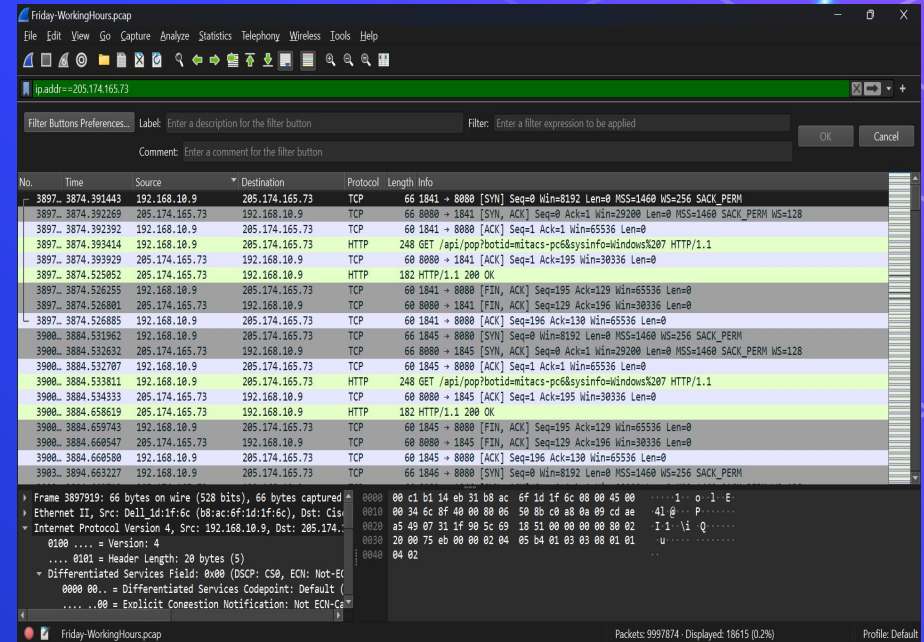 Friday-WorkingHours.pcap
File Edit View Go Capture Analyze Statistics Telephony Wireless Tools Help
ip.addr==205.174.165.73
Filter Buttons Preferences... Label: Enter a description for the filter button Filter: Enter a filter expression to be applied
OK Cancel
Comment: Enter a comment for the filter button
No. Time Source Destination Protocol Length Info
3897… 3874.391443 192.168.10.9 205.174.165.73 TCP 66 1841 → 8080 [SYN] Seq=0 Win=8192 Len=0 MSS=1460 WS=256 SACK_PERM
3897… 3874.392269 205.174.165.73 192.168.10.9 TCP 66 8080 → 1841 [SYN, ACK] Seq=0 Ack=1 Win=29200 Len=0 MSS=1460 SACK_PERM WS=128
3897… 3874.392392 192.168.10.9 205.174.165.73 TCP 60 1841 → 8080 [ACK] Seq=1 Ack=1 Win=65536 Len=0
3897… 3874.393414 192.168.10.9 205.174.165.73 HTTP 248 GET /api/pop?botid=mitacs-pc6&sysinfo=Windows%207 HTTP/1.1
3897… 3874.393929 205.174.165.73 192.168.10.9 TCP 60 8080 → 1841 [ACK] Seq=1 Ack=195 Win=30336 Len=0
3897… 3874.525052 205.174.165.73 192.168.10.9 HTTP 182 HTTP/1.1 200 OK
3897… 3874.526255 192.168.10.9 205.174.165.73 TCP 60 1841 → 8080 [FIN, ACK] Seq=195 Ack=129 Win=65536 Len=0
3897… 3874.526801 205.174.165.73 192.168.10.9 TCP 60 8080 → 1841 [FIN, ACK] Seq=129 Ack=196 Win=30336 Len=0
3897… 3874.526885 192.168.10.9 205.174.165.73 TCP 60 1841 → 8080 [ACK] Seq=196 Ack=130 Win=65536 Len=0
3900… 3884.531962 192.168.10.9 205.174.165.73 TCP 66 1845 → 8080 [SYN] Seq=0 Win=8192 Len=0 MSS=1460 WS=256 SACK_PERM
3900… 3884.532632 205.174.165.73 192.168.10.9 TCP 66 8080 → 1845 [SYN, ACK] Seq=0 Ack=1 Win=29200 Len=0 MSS=1460 SACK_PERM WS=128
3900… 3884.532707 192.168.10.9 205.174.165.73 TCP 60 1845 → 8080 [ACK] Seq=1 Ack=1 Win=65536 Len=0
3900… 3884.533811 192.168.10.9 205.174.165.73 HTTP 248 GET /api/pop?botid=mitacs-pc6&sysinfo=Windows%207 HTTP/1.1
3900… 3884.534333 205.174.165.73 192.168.10.9 TCP 60 8080 → 1845 [ACK] Seq=1 Ack=195 Win=30336 Len=0
3900… 3884.658619 205.174.165.73 192.168.10.9 HTTP 182 HTTP/1.1 200 OK
3900… 3884.659743 192.168.10.9 205.174.165.73 TCP 60 1845 → 8080 [FIN, ACK] Seq=195 Ack=129 Win=65536 Len=0
3900… 3884.660547 205.174.165.73 192.168.10.9 TCP 60 8080 → 1845 [FIN, ACK] Seq=129 Ack=196 Win=30336 Len=0
3900… 3884.660580 192.168.10.9 205.174.165.73 TCP 60 1845 → 8080 [ACK] Seq=196 Ack=130 Win=65536 Len=0
3903… 3894.663227 192.168.10.9 205.174.165.73 TCP 66 1846 → 8080 [SYN] Seq=0 Win=8192 Len=0 MSS=1460 WS=256 SACK_PERM
Frame 3897919: 66 bytes on wire (528 bits), 66 bytes captured
Ethernet II, Src: Dell_1d:1f:6c (b8:ac:6f:1d:1f:6c), Dst: Cis
Internet Protocol Version 4, Src: 192.168.10.9, Dst: 205.174.
0100 .... = Version: 4
.... 0101 = Header Length: 20 bytes (5)
Differentiated Services Field: 0x00 (DSCP: CS0, ECN: Not-EC
0000 00.. = Differentiated Services Codepoint: Default (
.... ..00 = Explicit Congestion Notification: Not ECN-Ca
0000 00 c1 b1 14 eb 31 b8 ac 6f 1d 1f 6c 08 00 45 00 ·····1·· o··l··E·
0010 00 34 6c 8f 40 00 80 06 50 8b c0 a8 0a 09 cd ae ·4l·@··· P·······
0020 a5 49 07 31 1f 90 5c 69 18 51 00 00 00 00 80 02 ·I·1··\i ·Q······
0030 20 00 75 eb 00 00 02 04 05 b4 01 03 03 08 01 01 ·u····· ········
0040 04 02 ··
Friday-WorkingHours.pcap
Packets: 9997874 · Displayed: 18615 (0.2%)
Profile: Default